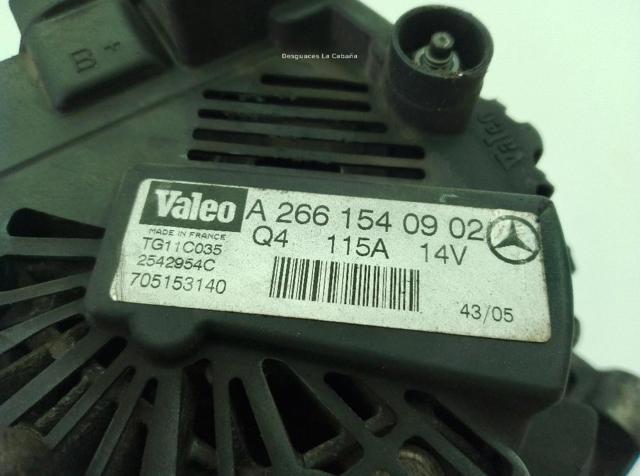 B+
Desguaces La Cabaña
Valeo
Valeo A 266 154 09 02
MADE IN FRANCE
TG11C035 Q4 115A 14V
2542954C
705153140
43/05